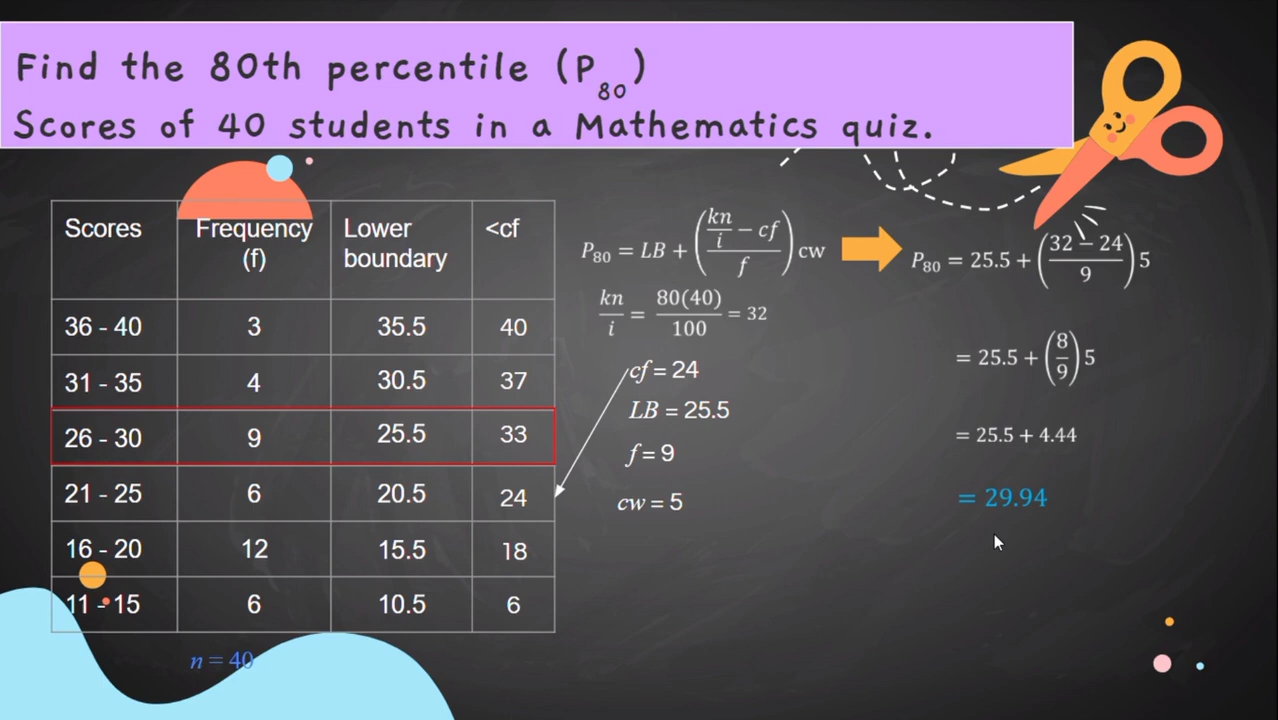 Find the 80th percentile (P₈₀)
Scores of 40 students in a Mathematics quiz.
Scores Frequency (f) Lower boundary <cf
36 - 40 3 35.5 40
31 - 35 4 30.5 37
26 - 30 9 25.5 33
21 - 25 6 20.5 24
16 - 20 12 15.5 18
11 - 15 6 10.5 6
n = 40
P₈₀ = LB + ((kn/i − cf)/f) cw
kn/i = 80(40)/100 = 32
cf = 24
LB = 25.5
f = 9
cw = 5
P₈₀ = 25.5 + ((32 − 24)/9) 5
= 25.5 + (8/9) 5
= 25.5 + 4.44
= 29.94